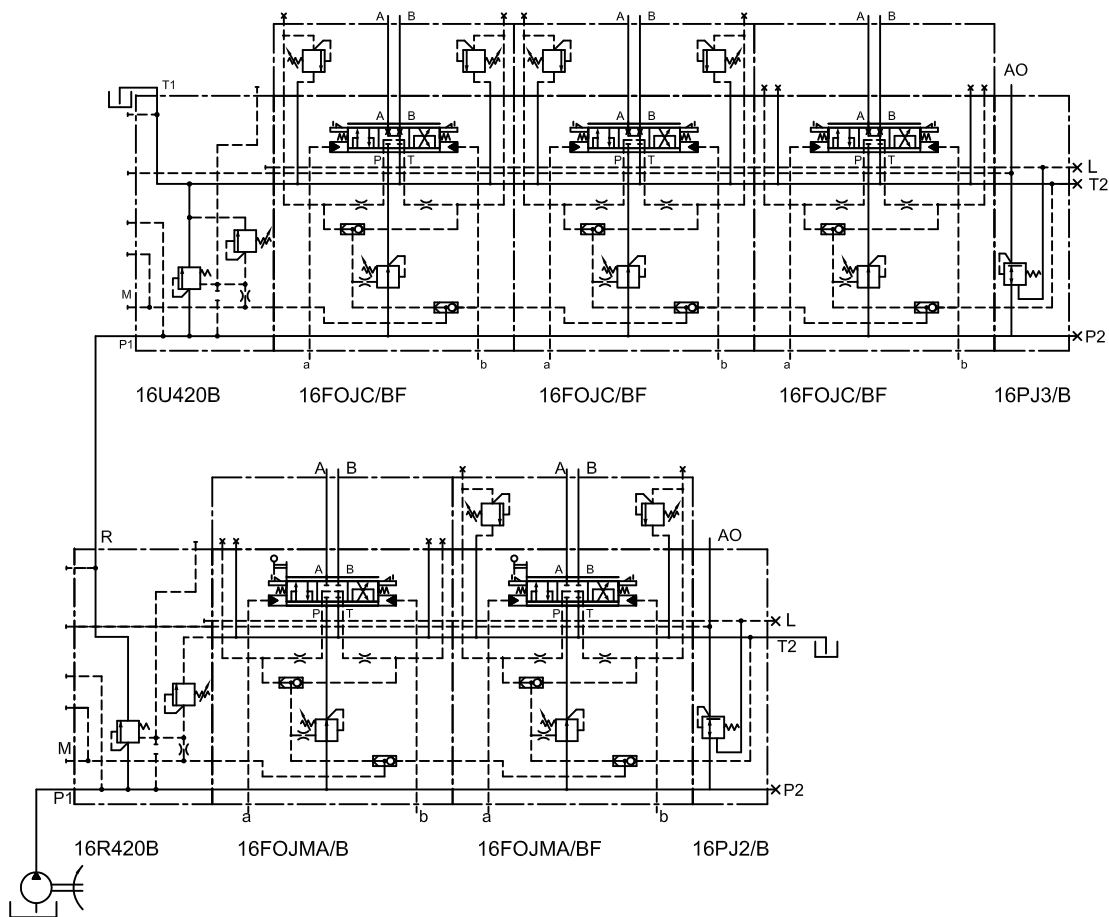 A B A B A B
AO
T1
A B A B A B
P T P T P T
L
T2
M
P1 P2
a b a b a b
16U420B 16FOJC/BF 16FOJC/BF 16FOJC/BF 16PJ3/B
A B A B
R AO
A B A B
P T P T
L
T2
M
P1 P2
a b a b
16R420B 16FOJMA/B 16FOJMA/BF 16PJ2/B